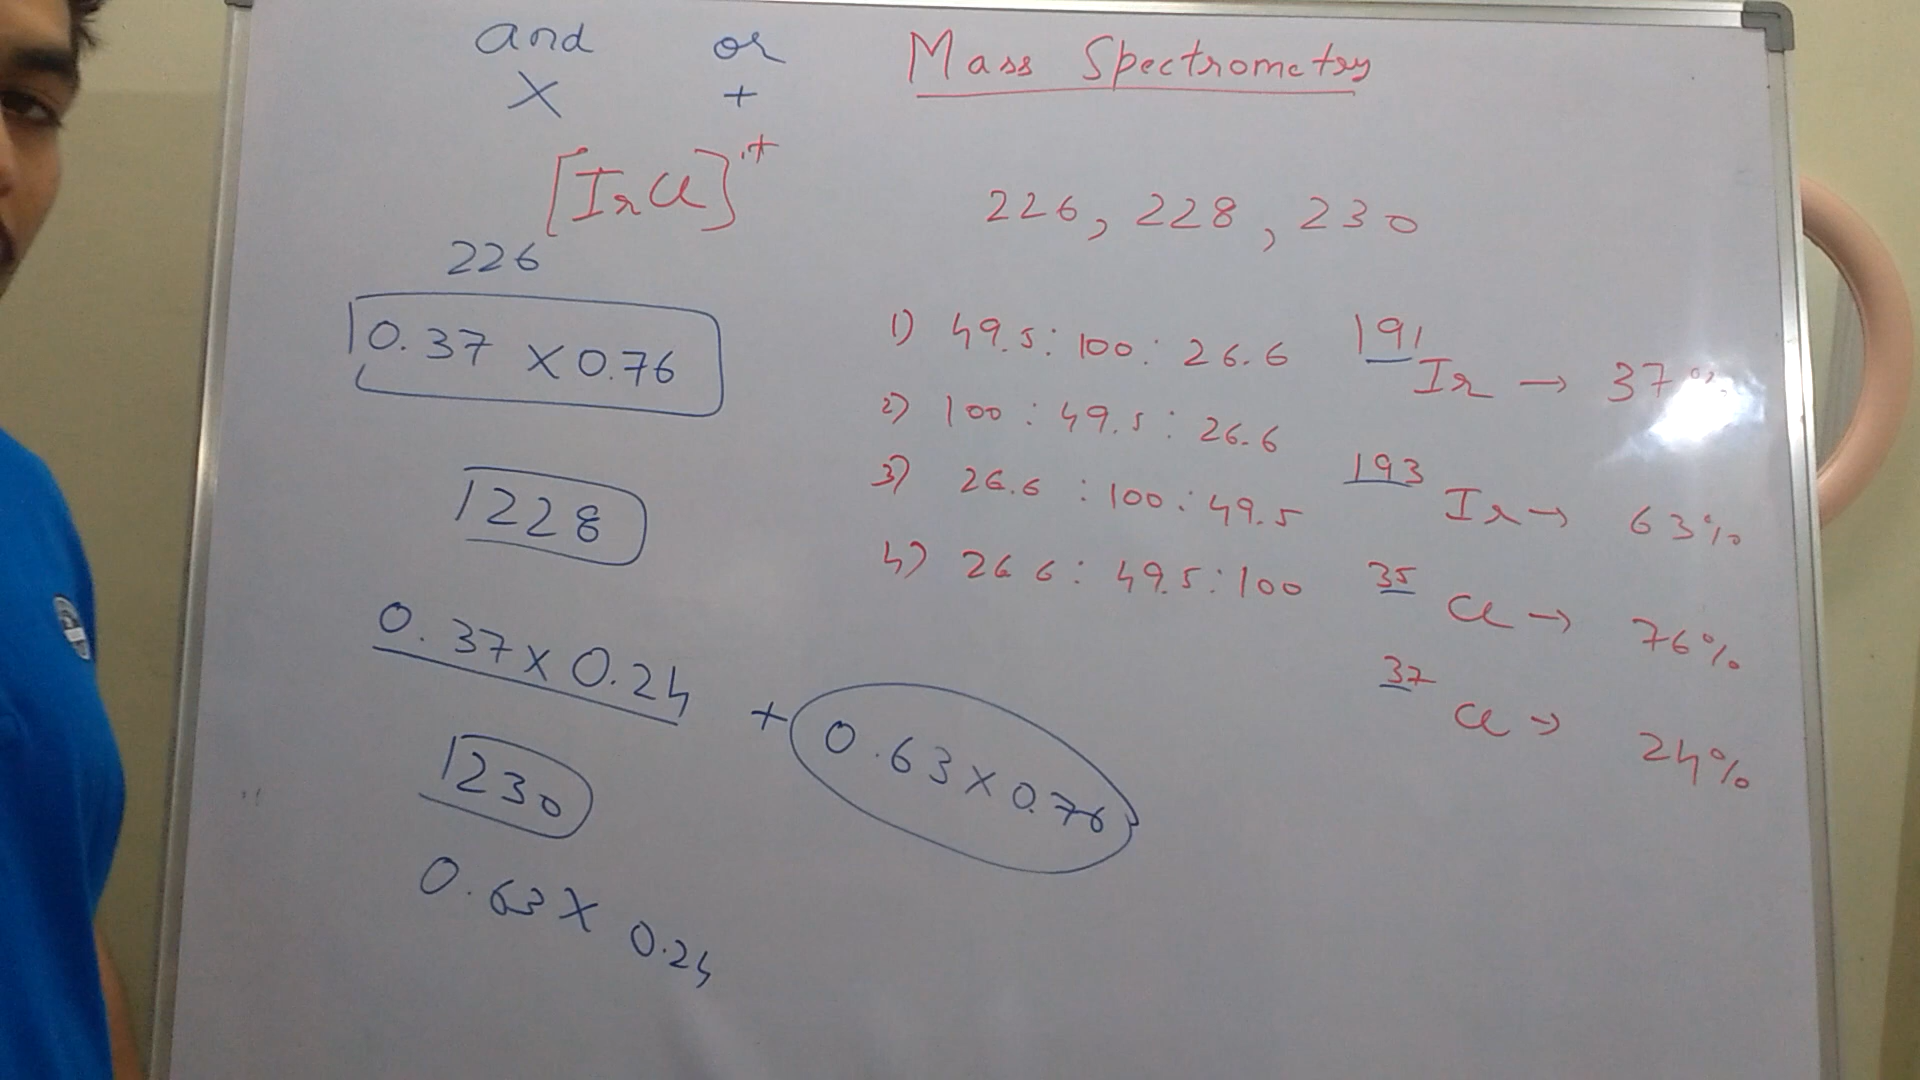 and or
X +
Mass Spectrometry
[IrCl]·+
226, 228, 230
226
0.37 X 0.76
228
0.37 x 0.24 + 0.63 X 0.76
230
0.63 X 0.24
1) 49.5 : 100 : 26.6
2) 100 : 49.5 : 26.6
3) 26.6 : 100 : 49.5
4) 26 6 : 49.5 : 100
191 Ir → 37%
193 Ir → 63%
35 Cl → 76%
37 Cl → 24%